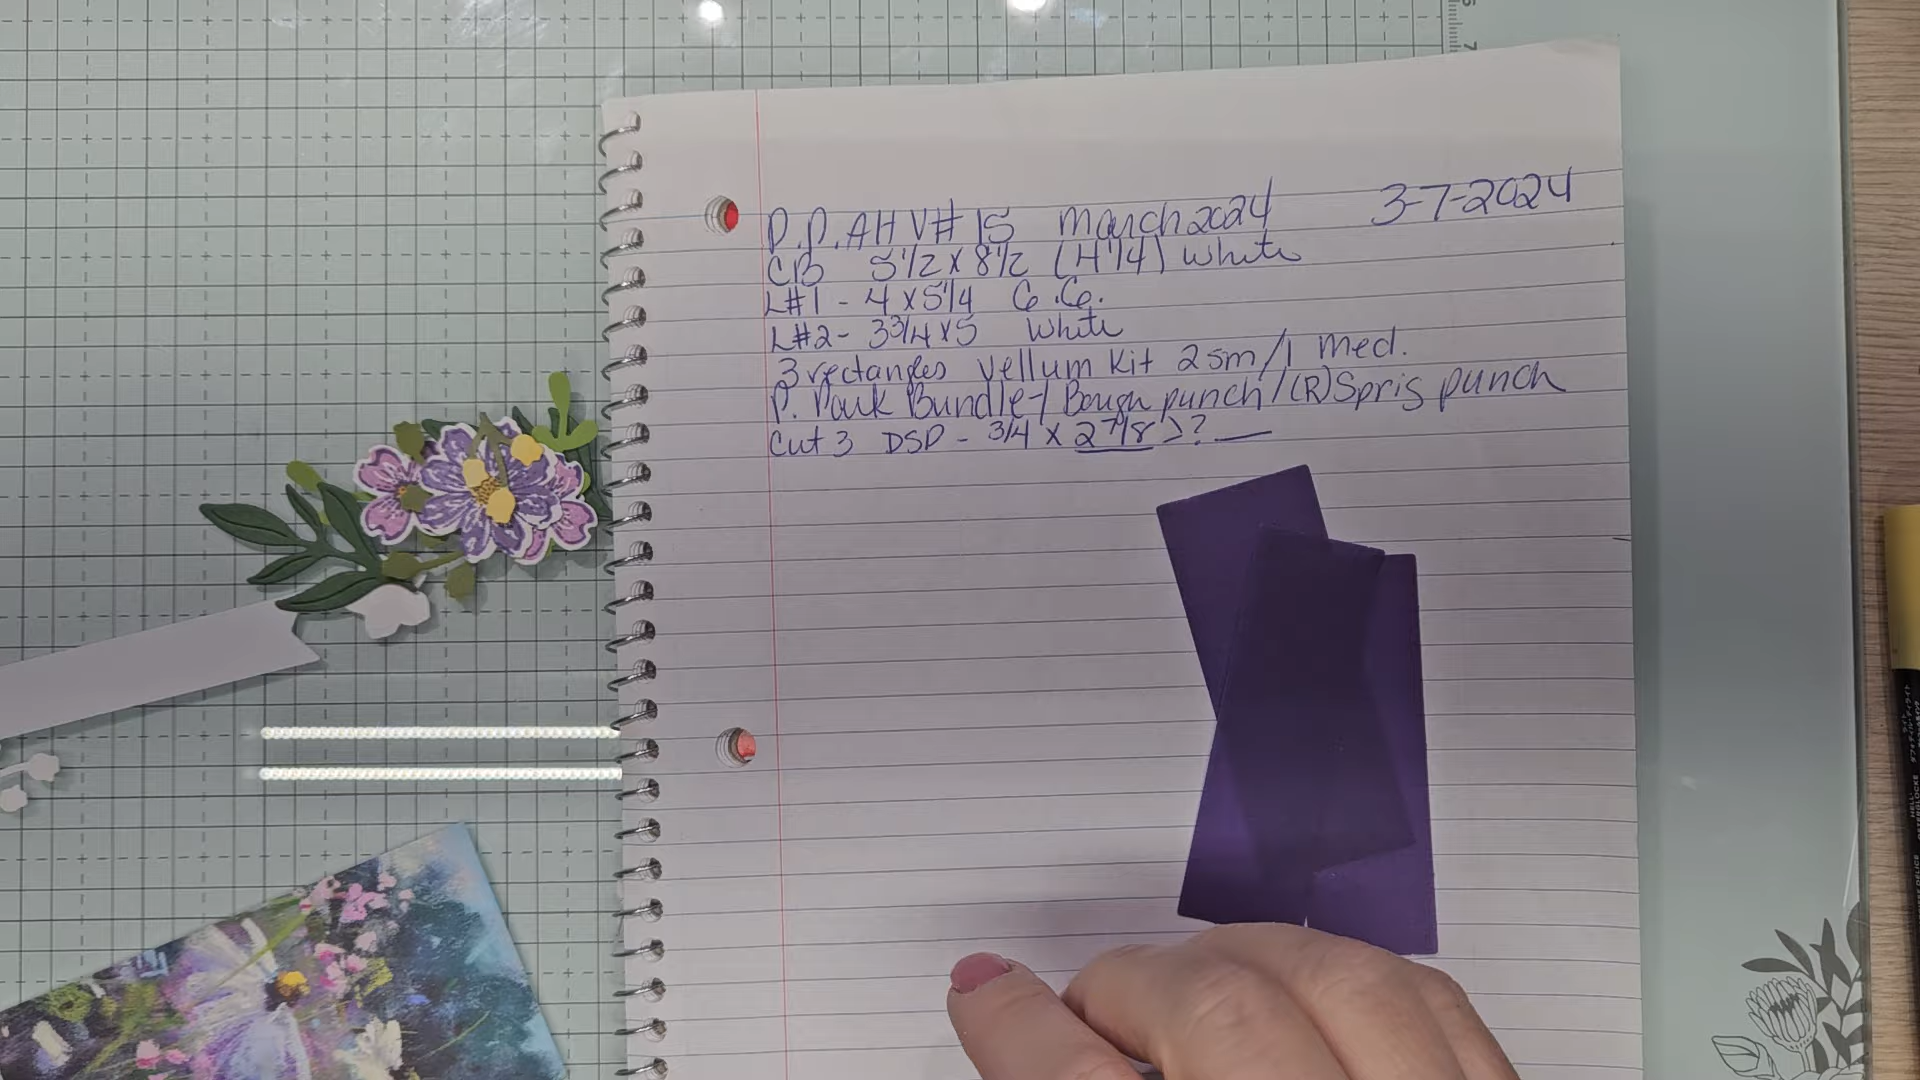 P.P. AH V# 15 March 2024 3-7-2024
CB 5 1/2 x 8 1/2 (4 1/4) White
L#1 - 4 x 5 1/4 G.G.
L#2 - 3 3/4 x 5 White
3 rectangles Vellum Kit 2 sm/1 med.
P. Park Bundle-/ Bough punch/(R) Sprig punch
Cut 3 DSP - 3/4 x 2 7/8 > ? —